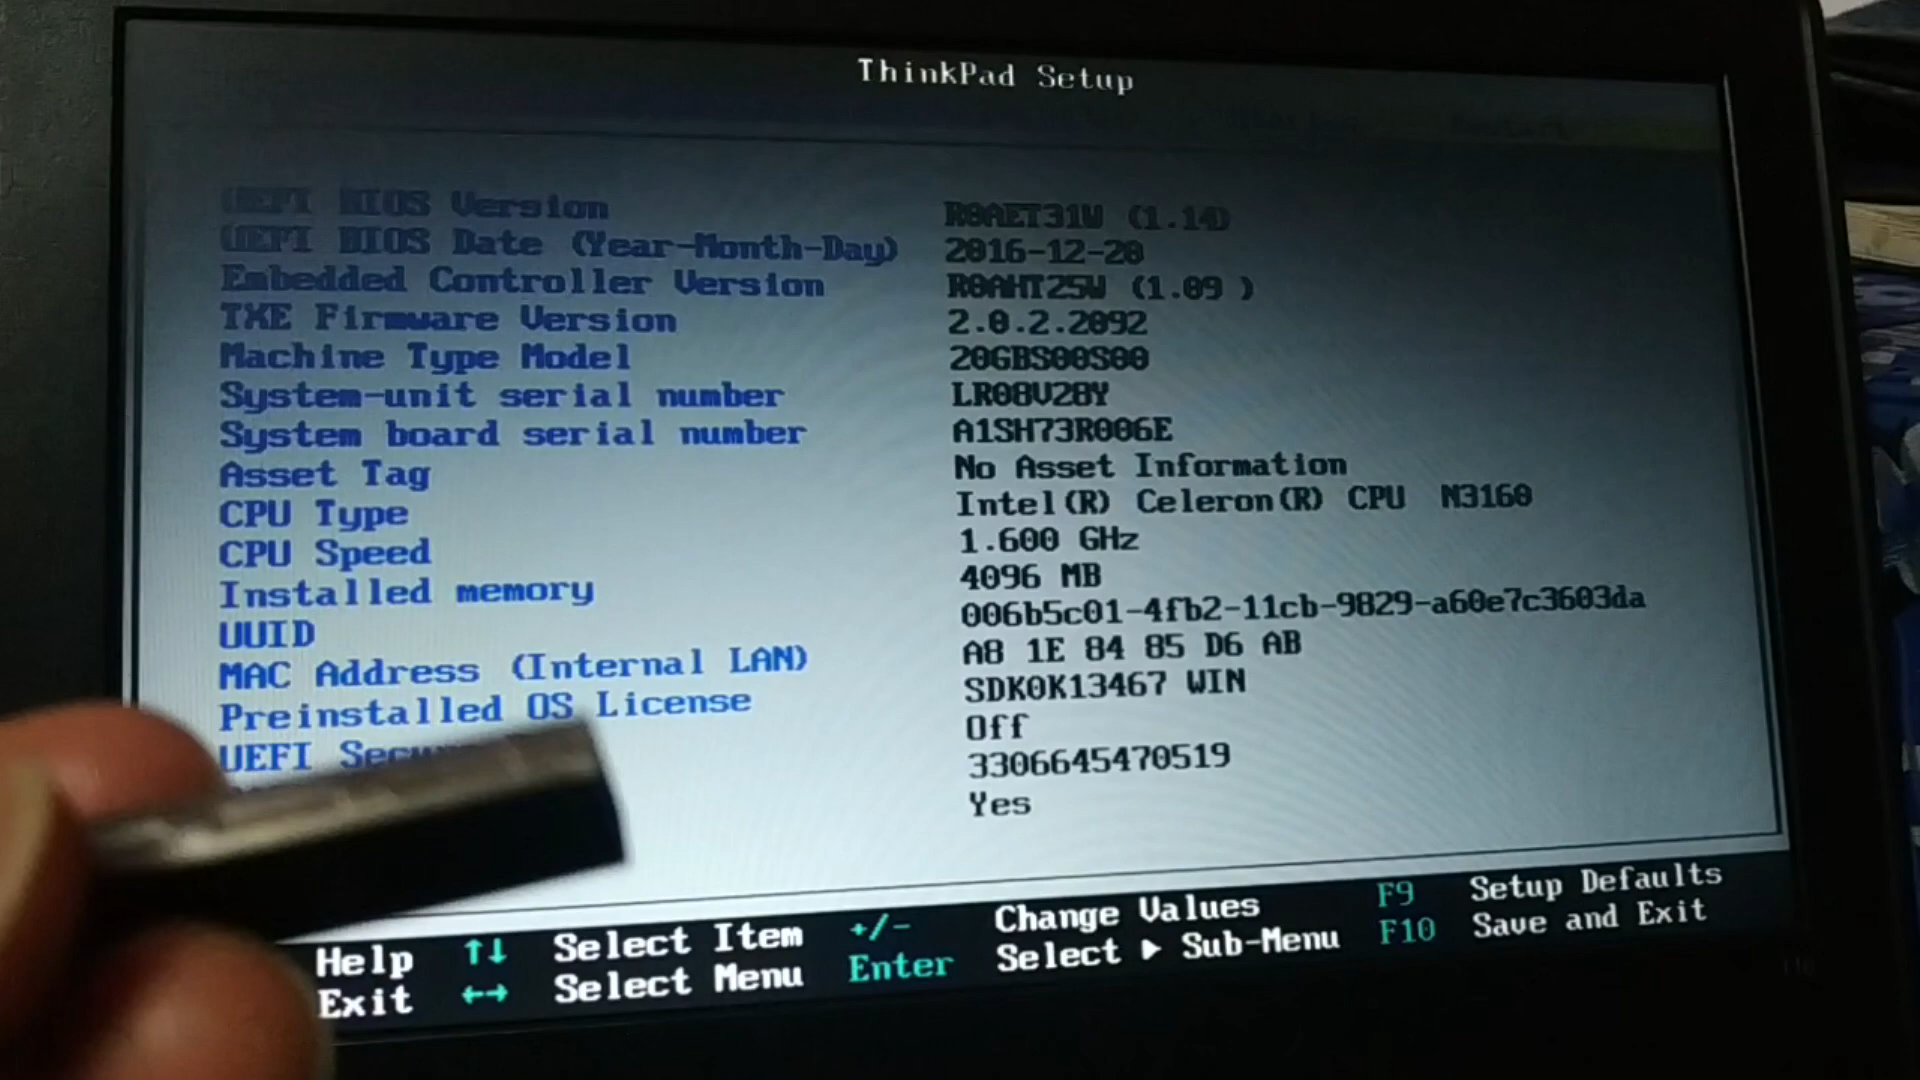 ThinkPad Setup
UEFI BIOS Version R0AET31W (1.14)
UEFI BIOS Date (Year-Month-Day) 2016-12-20
Embedded Controller Version R0AHT25W (1.09 )
TXE Firmware Version 2.0.2.2092
Machine Type Model 20GBS00S00
System-unit serial number LR08V28Y
System board serial number A1SH73R006E
Asset Tag No Asset Information
CPU Type Intel(R) Celeron(R) CPU N3160
CPU Speed 1.600 GHz
Installed memory 4096 MB
UUID 006b5c01-4fb2-11cb-9829-a60e7c3603da
MAC Address (Internal LAN) A8 1E 84 85 D6 AB
Preinstalled OS License SDK0K13467 WIN
UEFI Off
3306645470519
Yes
Help ↑↓ Select Item +/- Change Values F9 Setup Defaults
Exit ←→ Select Menu Enter Select ▶ Sub-Menu F10 Save and Exit